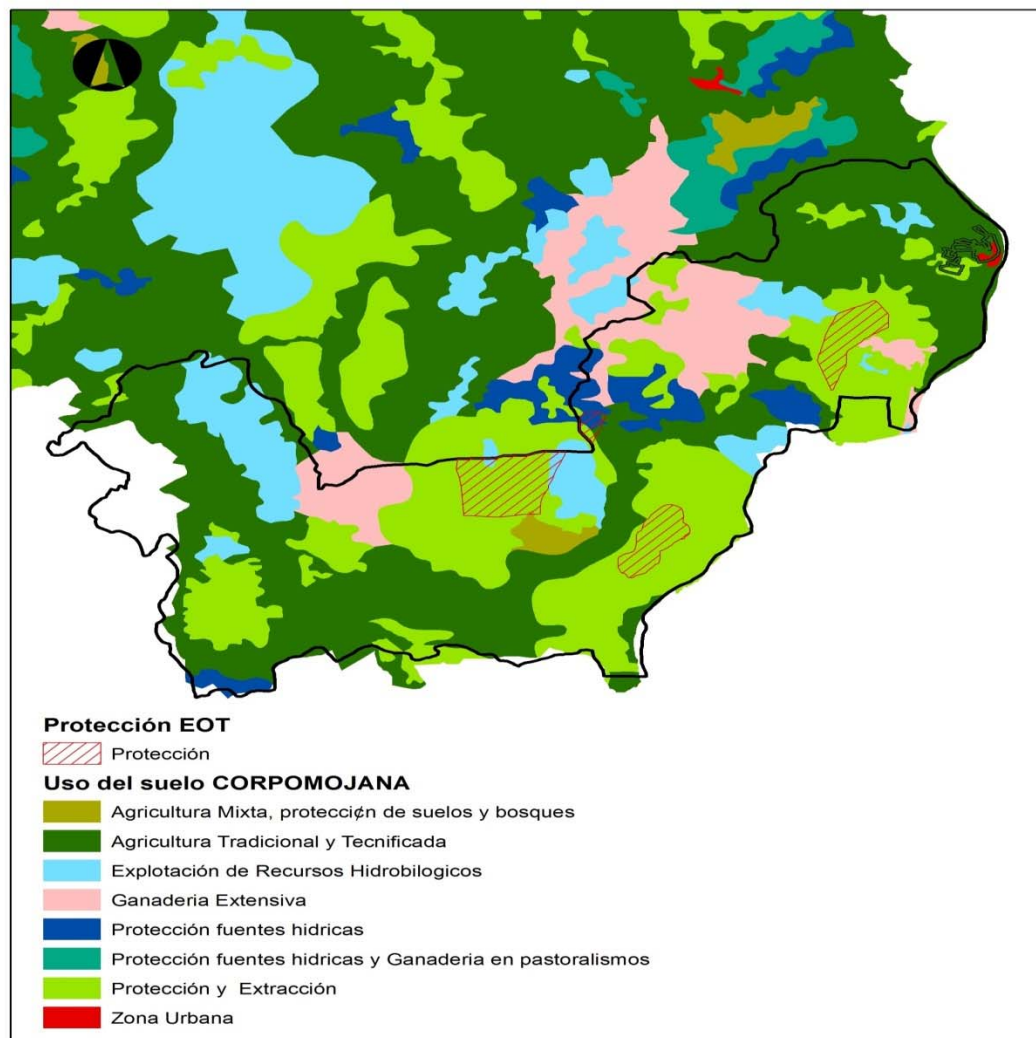 Protección EOT
Protección
Uso del suelo CORPOMOJANA
Agricultura Mixta, protecci¢n de suelos y bosques
Agricultura Tradicional y Tecnificada
Explotación de Recursos Hidrobilogicos
Ganaderia Extensiva
Protección fuentes hidricas
Protección fuentes hidricas y Ganaderia en pastoralismos
Protección y Extracción
Zona Urbana